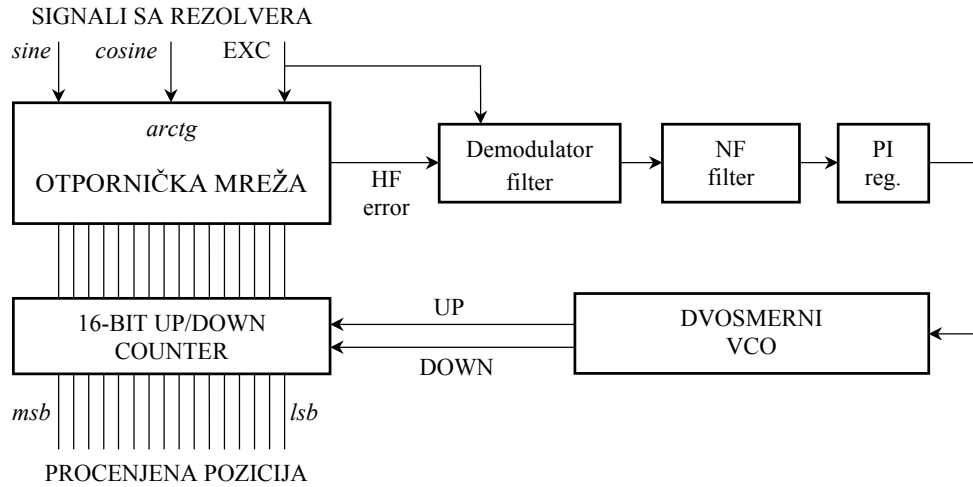 SIGNALI SA REZOLVERA
sine cosine EXC
arctg
OTPORNIČKA MREŽA
HF
error
Demodulator
filter
NF
filter
PI
reg.
16-BIT UP/DOWN
COUNTER
UP
DOWN
DVOSMERNI
VCO
msb lsb
PROCENJENA POZICIJA